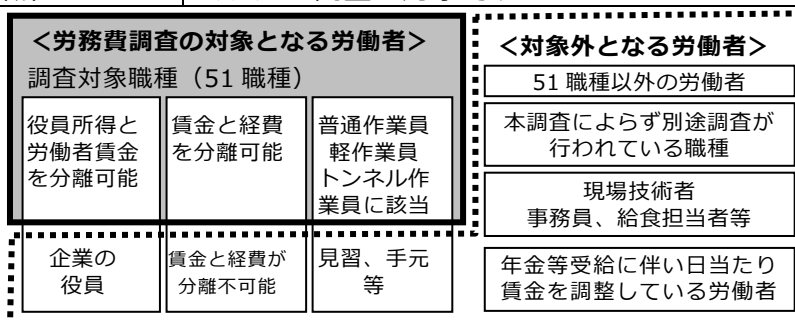 <労務費調査の対象となる労働者>
調査対象職種（51 職種）
役員所得と
労働者賃金
を分離可能
賃金と経費
を分離可能
普通作業員
軽作業員
トンネル作
業員に該当
企業の
役員
賃金と経費が
分離不可能
見習、手元
等
<対象外となる労働者>
51 職種以外の労働者
本調査によらず別途調査が
行われている職種
現場技術者
事務員、給食担当者等
年金等受給に伴い日当たり
賃金を調整している労働者